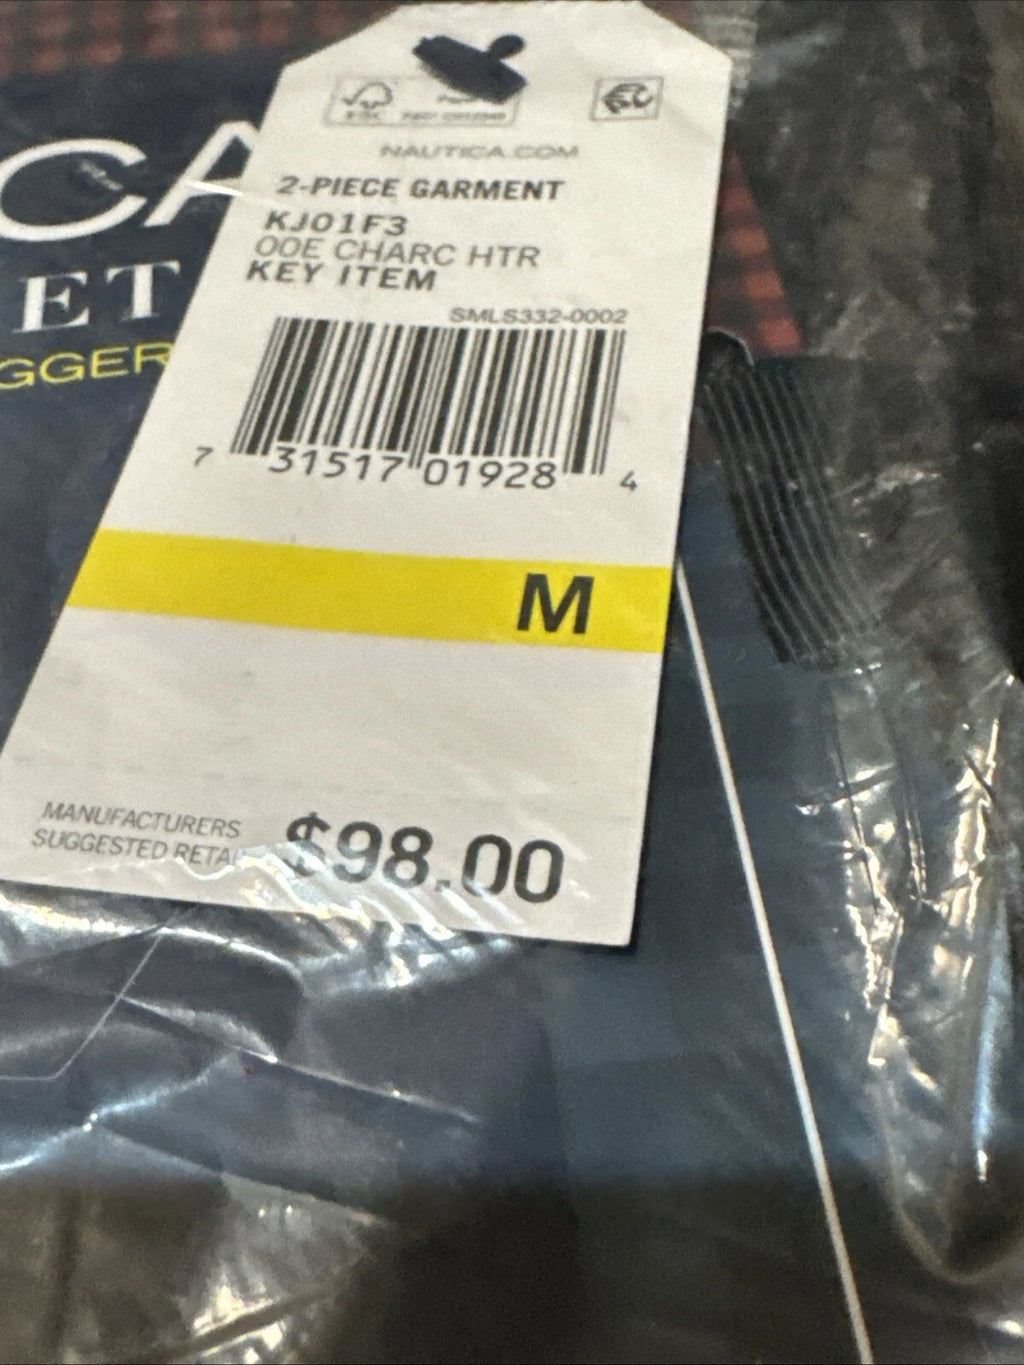 CA
ET
GGER
FSC
NAUTICA.COM
2-PIECE GARMENT
KJ01F3
00E CHARC HTR
KEY ITEM
SMLS332-0002
7 31517 01928 4
M
MANUFACTURERS
SUGGESTED RETAIL
$98.00